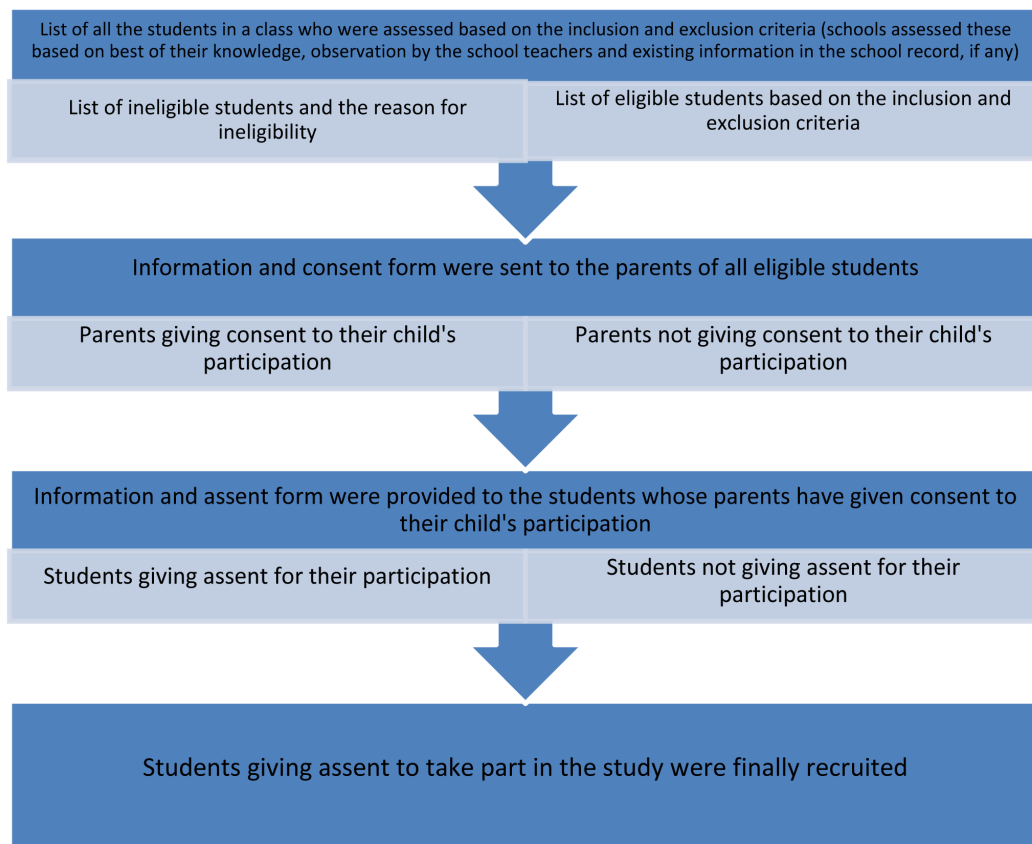 List of all the students in a class who were assessed based on the inclusion and exclusion criteria (schools assessed these
based on best of their knowledge, observation by the school teachers and existing information in the school record, if any)
List of ineligible students and the reason for
ineligibility
List of eligible students based on the inclusion and
exclusion criteria
Information and consent form were sent to the parents of all eligible students
Parents giving consent to their child's
participation
Parents not giving consent to their child's
participation
Information and assent form were provided to the students whose parents have given consent to
their child's participation
Students giving assent for their participation
Students not giving assent for their
participation
Students giving assent to take part in the study were finally recruited